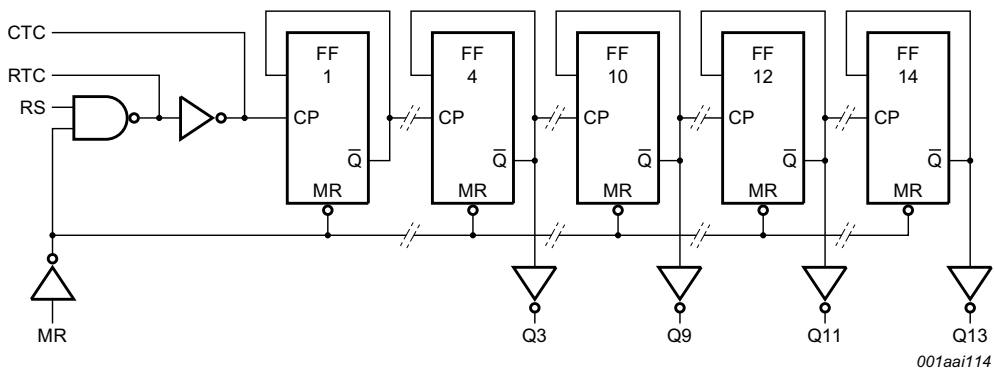 CTC
RTC
RS
FF
1
CP
Q̅
MR
FF
4
CP
Q̅
MR
FF
10
CP
Q̅
MR
FF
12
CP
Q̅
MR
FF
14
CP
Q̅
MR
MR
Q3
Q9
Q11
Q13
001aai114